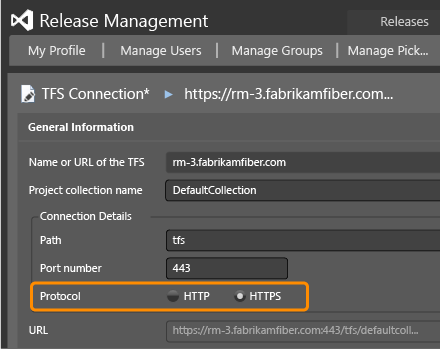 Release Management Releases
My Profile Manage Users Manage Groups Manage Pick...
TFS Connection* https://rm-3.fabrikamfiber.com...
General Information
Name or URL of the TFS rm-3.fabrikamfiber.com
Project collection name DefaultCollection
Connection Details
Path tfs
Port number 443
Protocol HTTP HTTPS
URL https://rm-3.fabrikamfiber.com:443/tfs/defaultcoll...